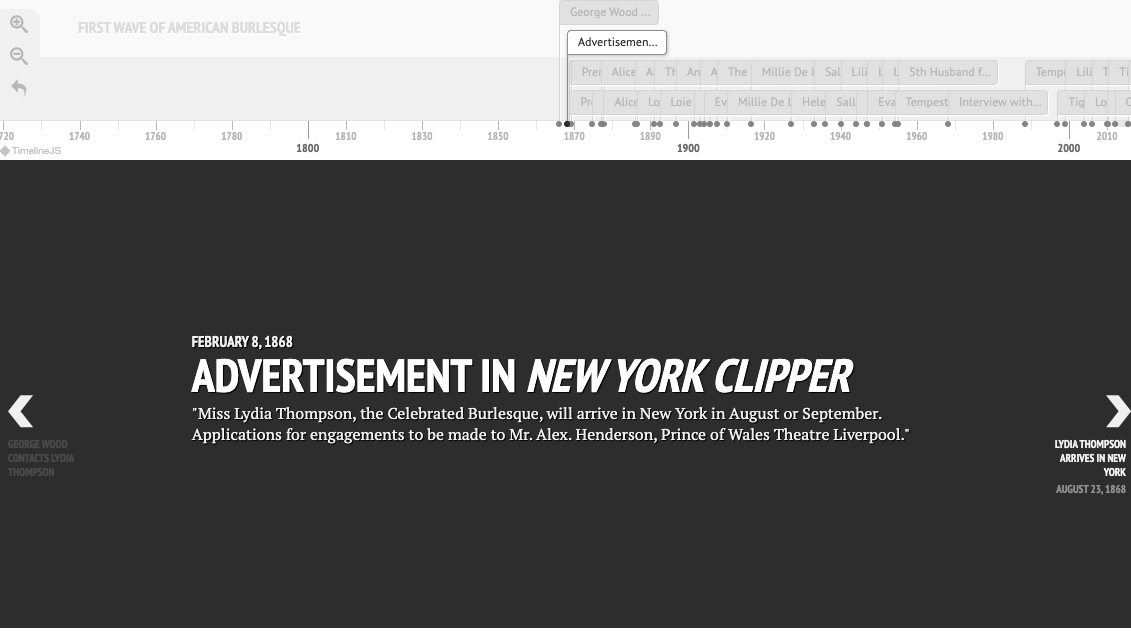 George Wood ...
FIRST WAVE OF AMERICAN BURLESQUE
Advertisemen...
Alice
The
Millie De
Sal
Lili
5th Husband f...
Temp
Lili
Alice
Lo
Loie
Ev
Millie De L
Hele
Sall
Eva
Tempest
Interview with...
Tig
Lo
720 1740 1760 1780 1810 1830 1850 1870 1890 1920 1940 1960 1980 2010
1800 1900 2000
TimelineJS
FEBRUARY 8, 1868
ADVERTISEMENT IN NEW YORK CLIPPER
"Miss Lydia Thompson, the Celebrated Burlesque, will arrive in New York in August or September.
Applications for engagements to be made to Mr. Alex. Henderson, Prince of Wales Theatre Liverpool."
GEORGE WOOD
CONTACTS LYDIA
THOMPSON
LYDIA THOMPSON
ARRIVES IN NEW
YORK
AUGUST 23, 1868